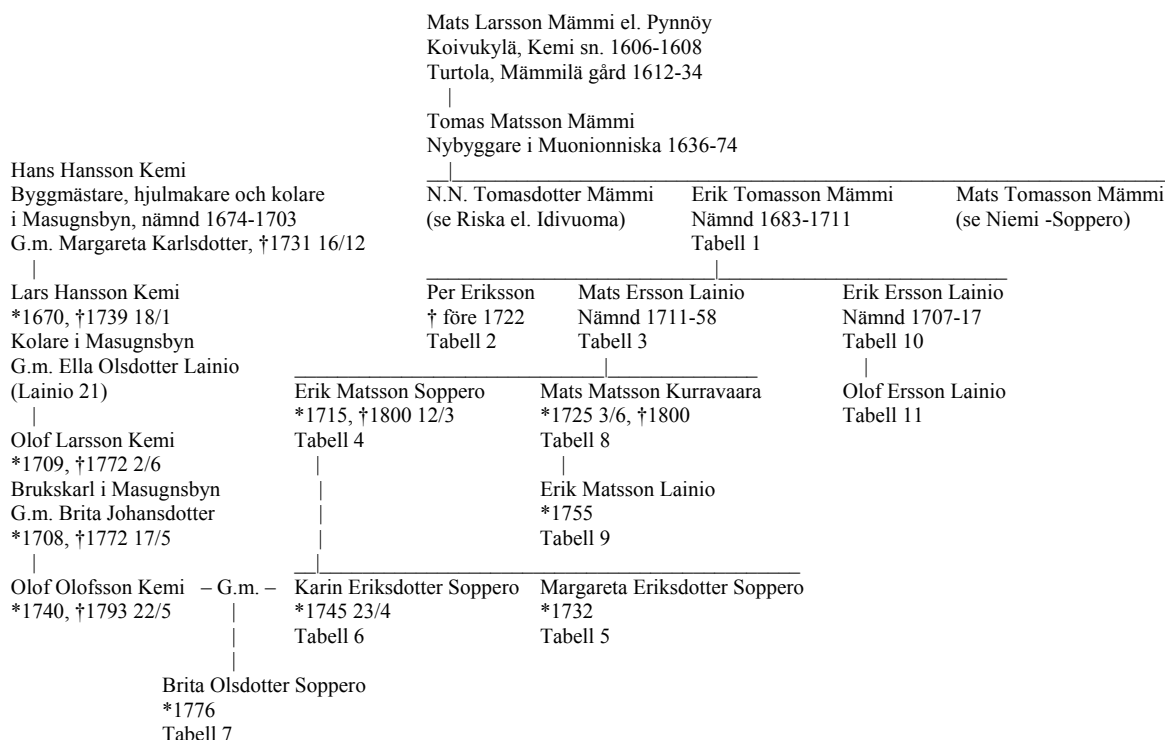 Mats Larsson Mämmi el. Pynnöy
Koivukylä, Kemi sn. 1606-1608
Turtola, Mämmilä gård 1612-34
Tomas Matsson Mämmi
Nybyggare i Muonionniska 1636-74
Hans Hansson Kemi
Byggmästare, hjulmakare och kolare
i Masugnsbyn, nämnd 1674-1703
G.m. Margareta Karlsdotter, †1731 16/12
N.N. Tomasdotter Mämmi
(se Riska el. Idivuoma)
Erik Tomasson Mämmi
Nämnd 1683-1711
Tabell 1
Mats Tomasson Mämmi
(se Niemi -Soppero)
Lars Hansson Kemi
*1670, †1739 18/1
Kolare i Masugnsbyn
G.m. Ella Olsdotter Lainio
(Lainio 21)
Per Eriksson
† före 1722
Tabell 2
Mats Ersson Lainio
Nämnd 1711-58
Tabell 3
Erik Ersson Lainio
Nämnd 1707-17
Tabell 10
Erik Matsson Soppero
*1715, †1800 12/3
Tabell 4
Mats Matsson Kurravaara
*1725 3/6, †1800
Tabell 8
Olof Ersson Lainio
Tabell 11
Olof Larsson Kemi
*1709, †1772 2/6
Brukskarl i Masugnsbyn
G.m. Brita Johansdotter
*1708, †1772 17/5
Erik Matsson Lainio
*1755
Tabell 9
Olof Olofsson Kemi – G.m. –
*1740, †1793 22/5
Karin Eriksdotter Soppero
*1745 23/4
Tabell 6
Margareta Eriksdotter Soppero
*1732
Tabell 5
Brita Olsdotter Soppero
*1776
Tabell 7